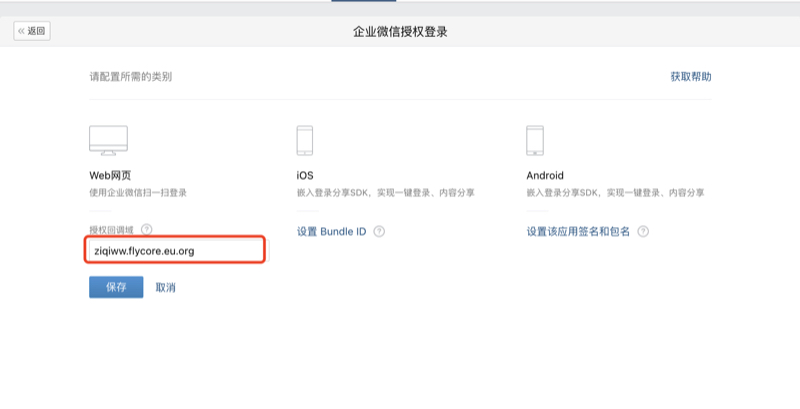 返回
企业微信授权登录
请配置所需的类别
获取帮助
Web网页
使用企业微信扫一扫登录
授权回调域 ?
ziqiww.flycore.eu.org
保存 取消
iOS
嵌入登录分享SDK，实现一键登录、内容分享
设置 Bundle ID ?
Android
嵌入登录分享SDK，实现一键登录、内容分享
设置该应用签名和包名 ?